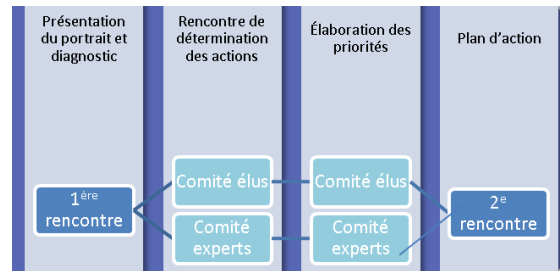 Présentation
du portrait et
diagnostic
Rencontre de
détermination
des actions
Élaboration des
priorités
Plan d'action
1ère
rencontre
Comité élus
Comité
experts
Comité élus
Comité
experts
2e
rencontre